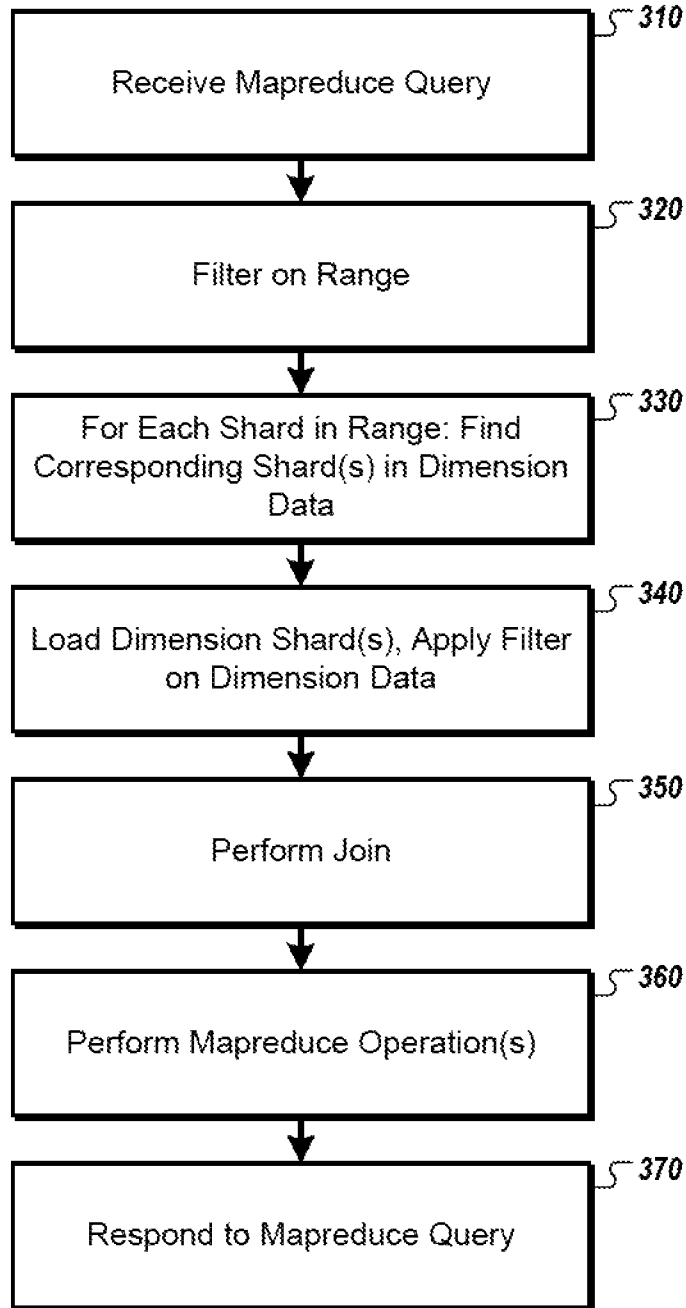 310
Receive Mapreduce Query
320
Filter on Range
330
For Each Shard in Range: Find
Corresponding Shard(s) in Dimension
Data
340
Load Dimension Shard(s), Apply Filter
on Dimension Data
350
Perform Join
360
Perform Mapreduce Operation(s)
370
Respond to Mapreduce Query